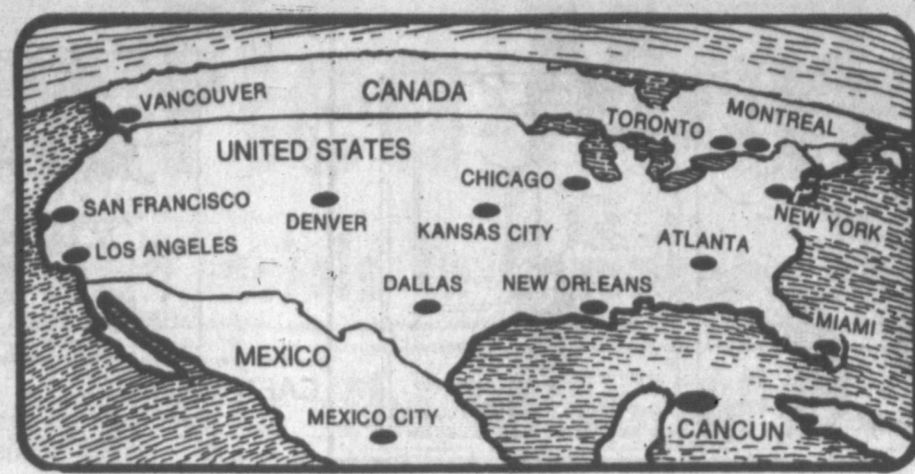 VANCOUVER
CANADA
TORONTO
MONTREAL
UNITED STATES
CHICAGO
SAN FRANCISCO
DENVER
KANSAS CITY
NEW YORK
LOS ANGELES
ATLANTA
DALLAS
NEW ORLEANS
MIAMI
MEXICO
MEXICO CITY
CANCUN